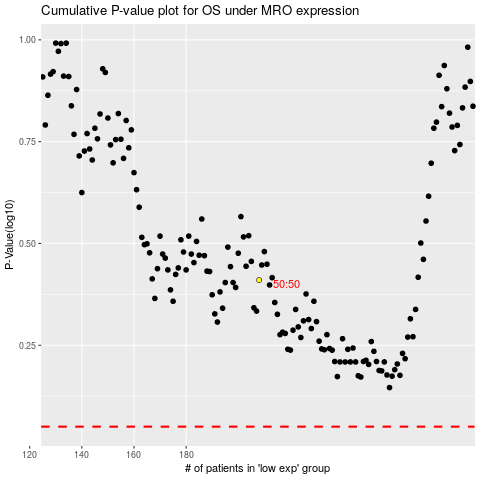 Cumulative P-value plot for OS under MRO expression
1.00
0.75
0.50
0.25
P-Value(log10)
50:50
120 140 160 180
# of patients in 'low exp' group